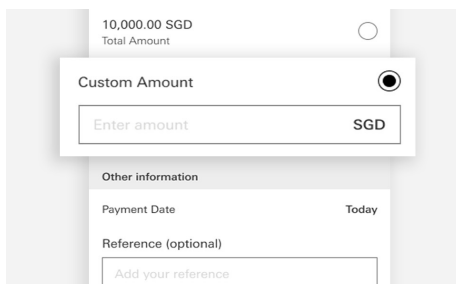 10,000.00 SGD
Total Amount
Custom Amount
Enter amount SGD
Other information
Payment Date Today
Reference (optional)
Add your reference